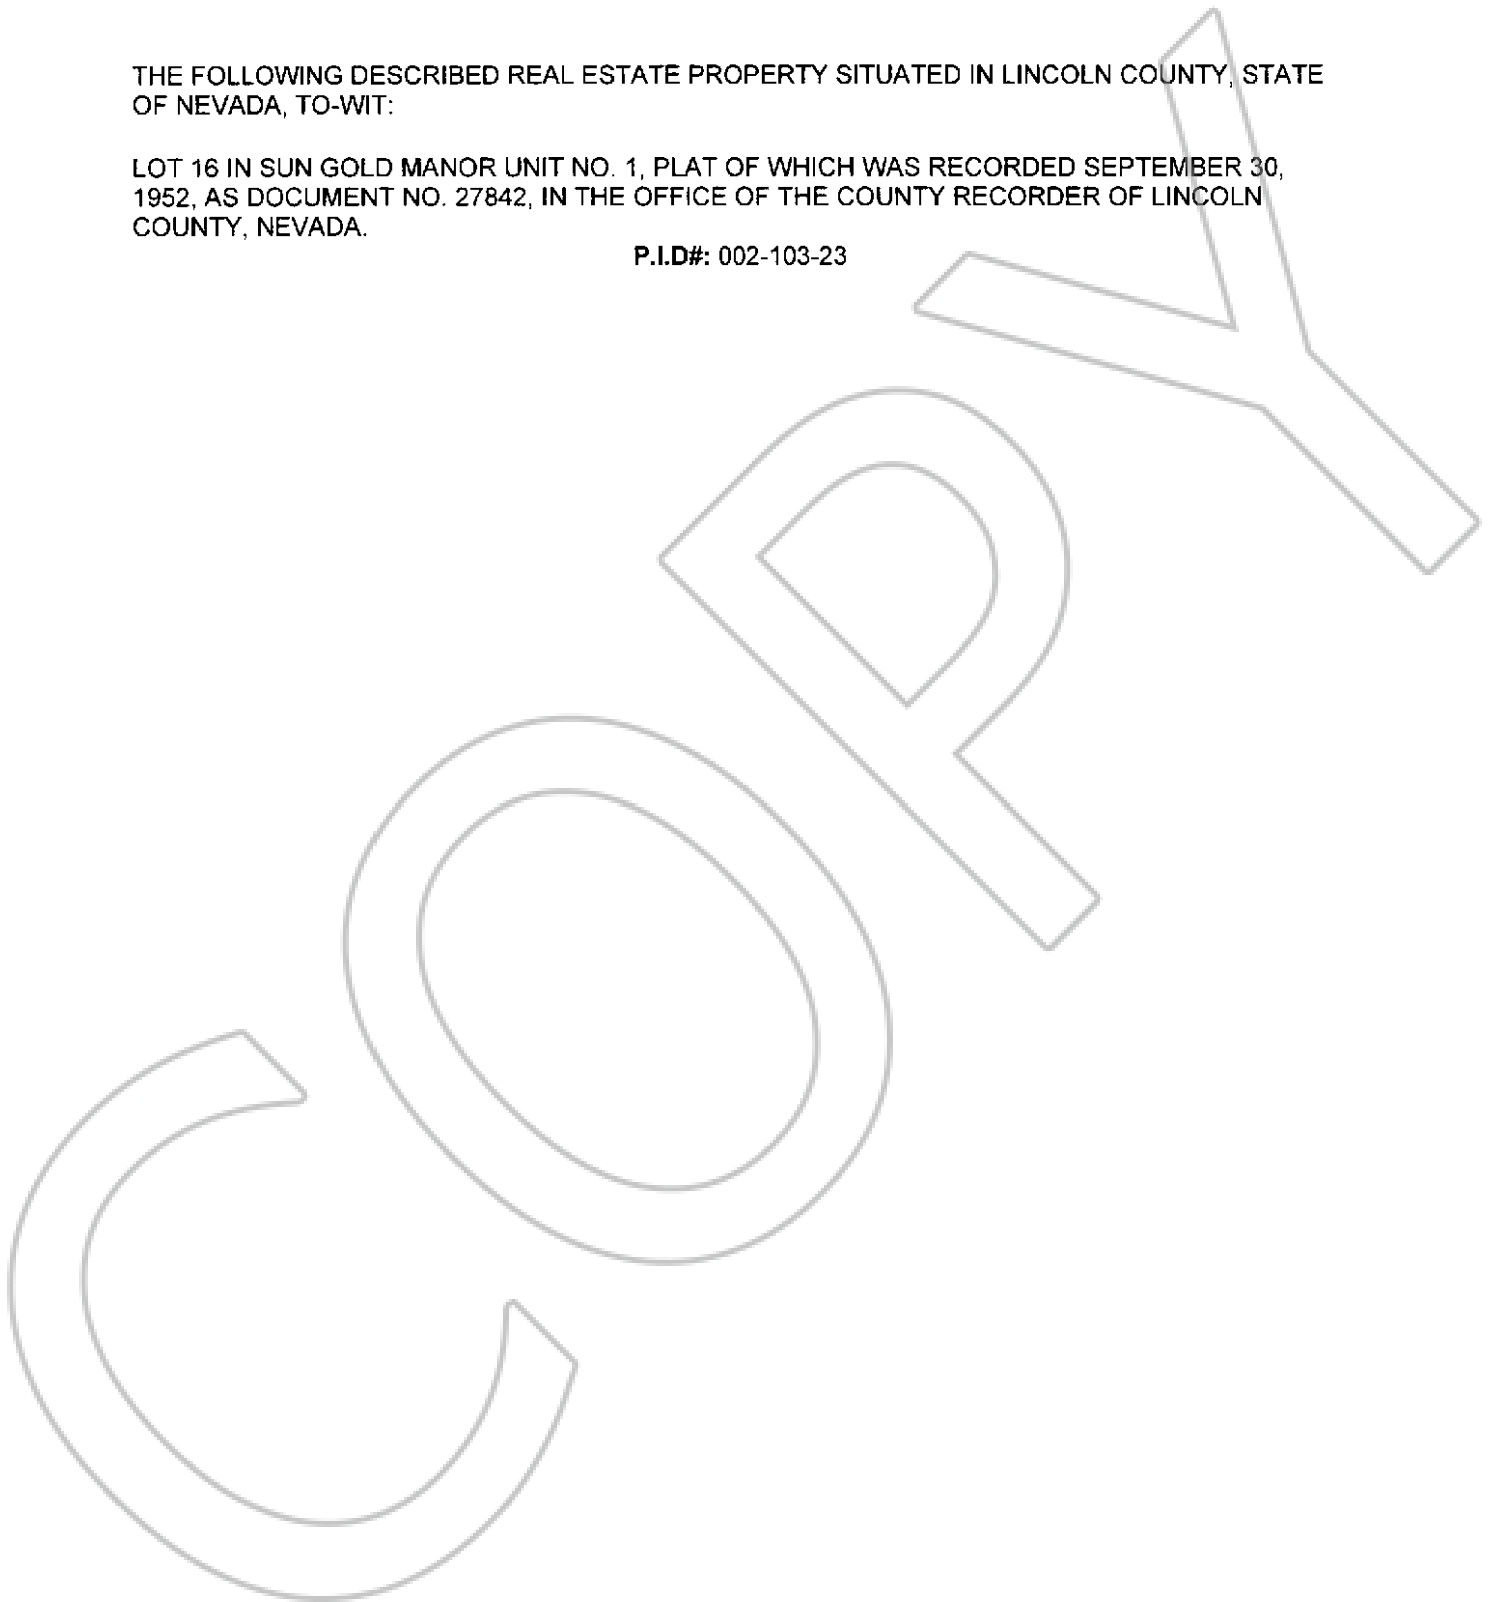 THE FOLLOWING DESCRIBED REAL ESTATE PROPERTY SITUATED IN LINCOLN COUNTY, STATE
OF NEVADA, TO-WIT:
LOT 16 IN SUN GOLD MANOR UNIT NO. 1, PLAT OF WHICH WAS RECORDED SEPTEMBER 30,
1952, AS DOCUMENT NO. 27842, IN THE OFFICE OF THE COUNTY RECORDER OF LINCOLN
COUNTY, NEVADA.
P.I.D#: 002-103-23
COPY